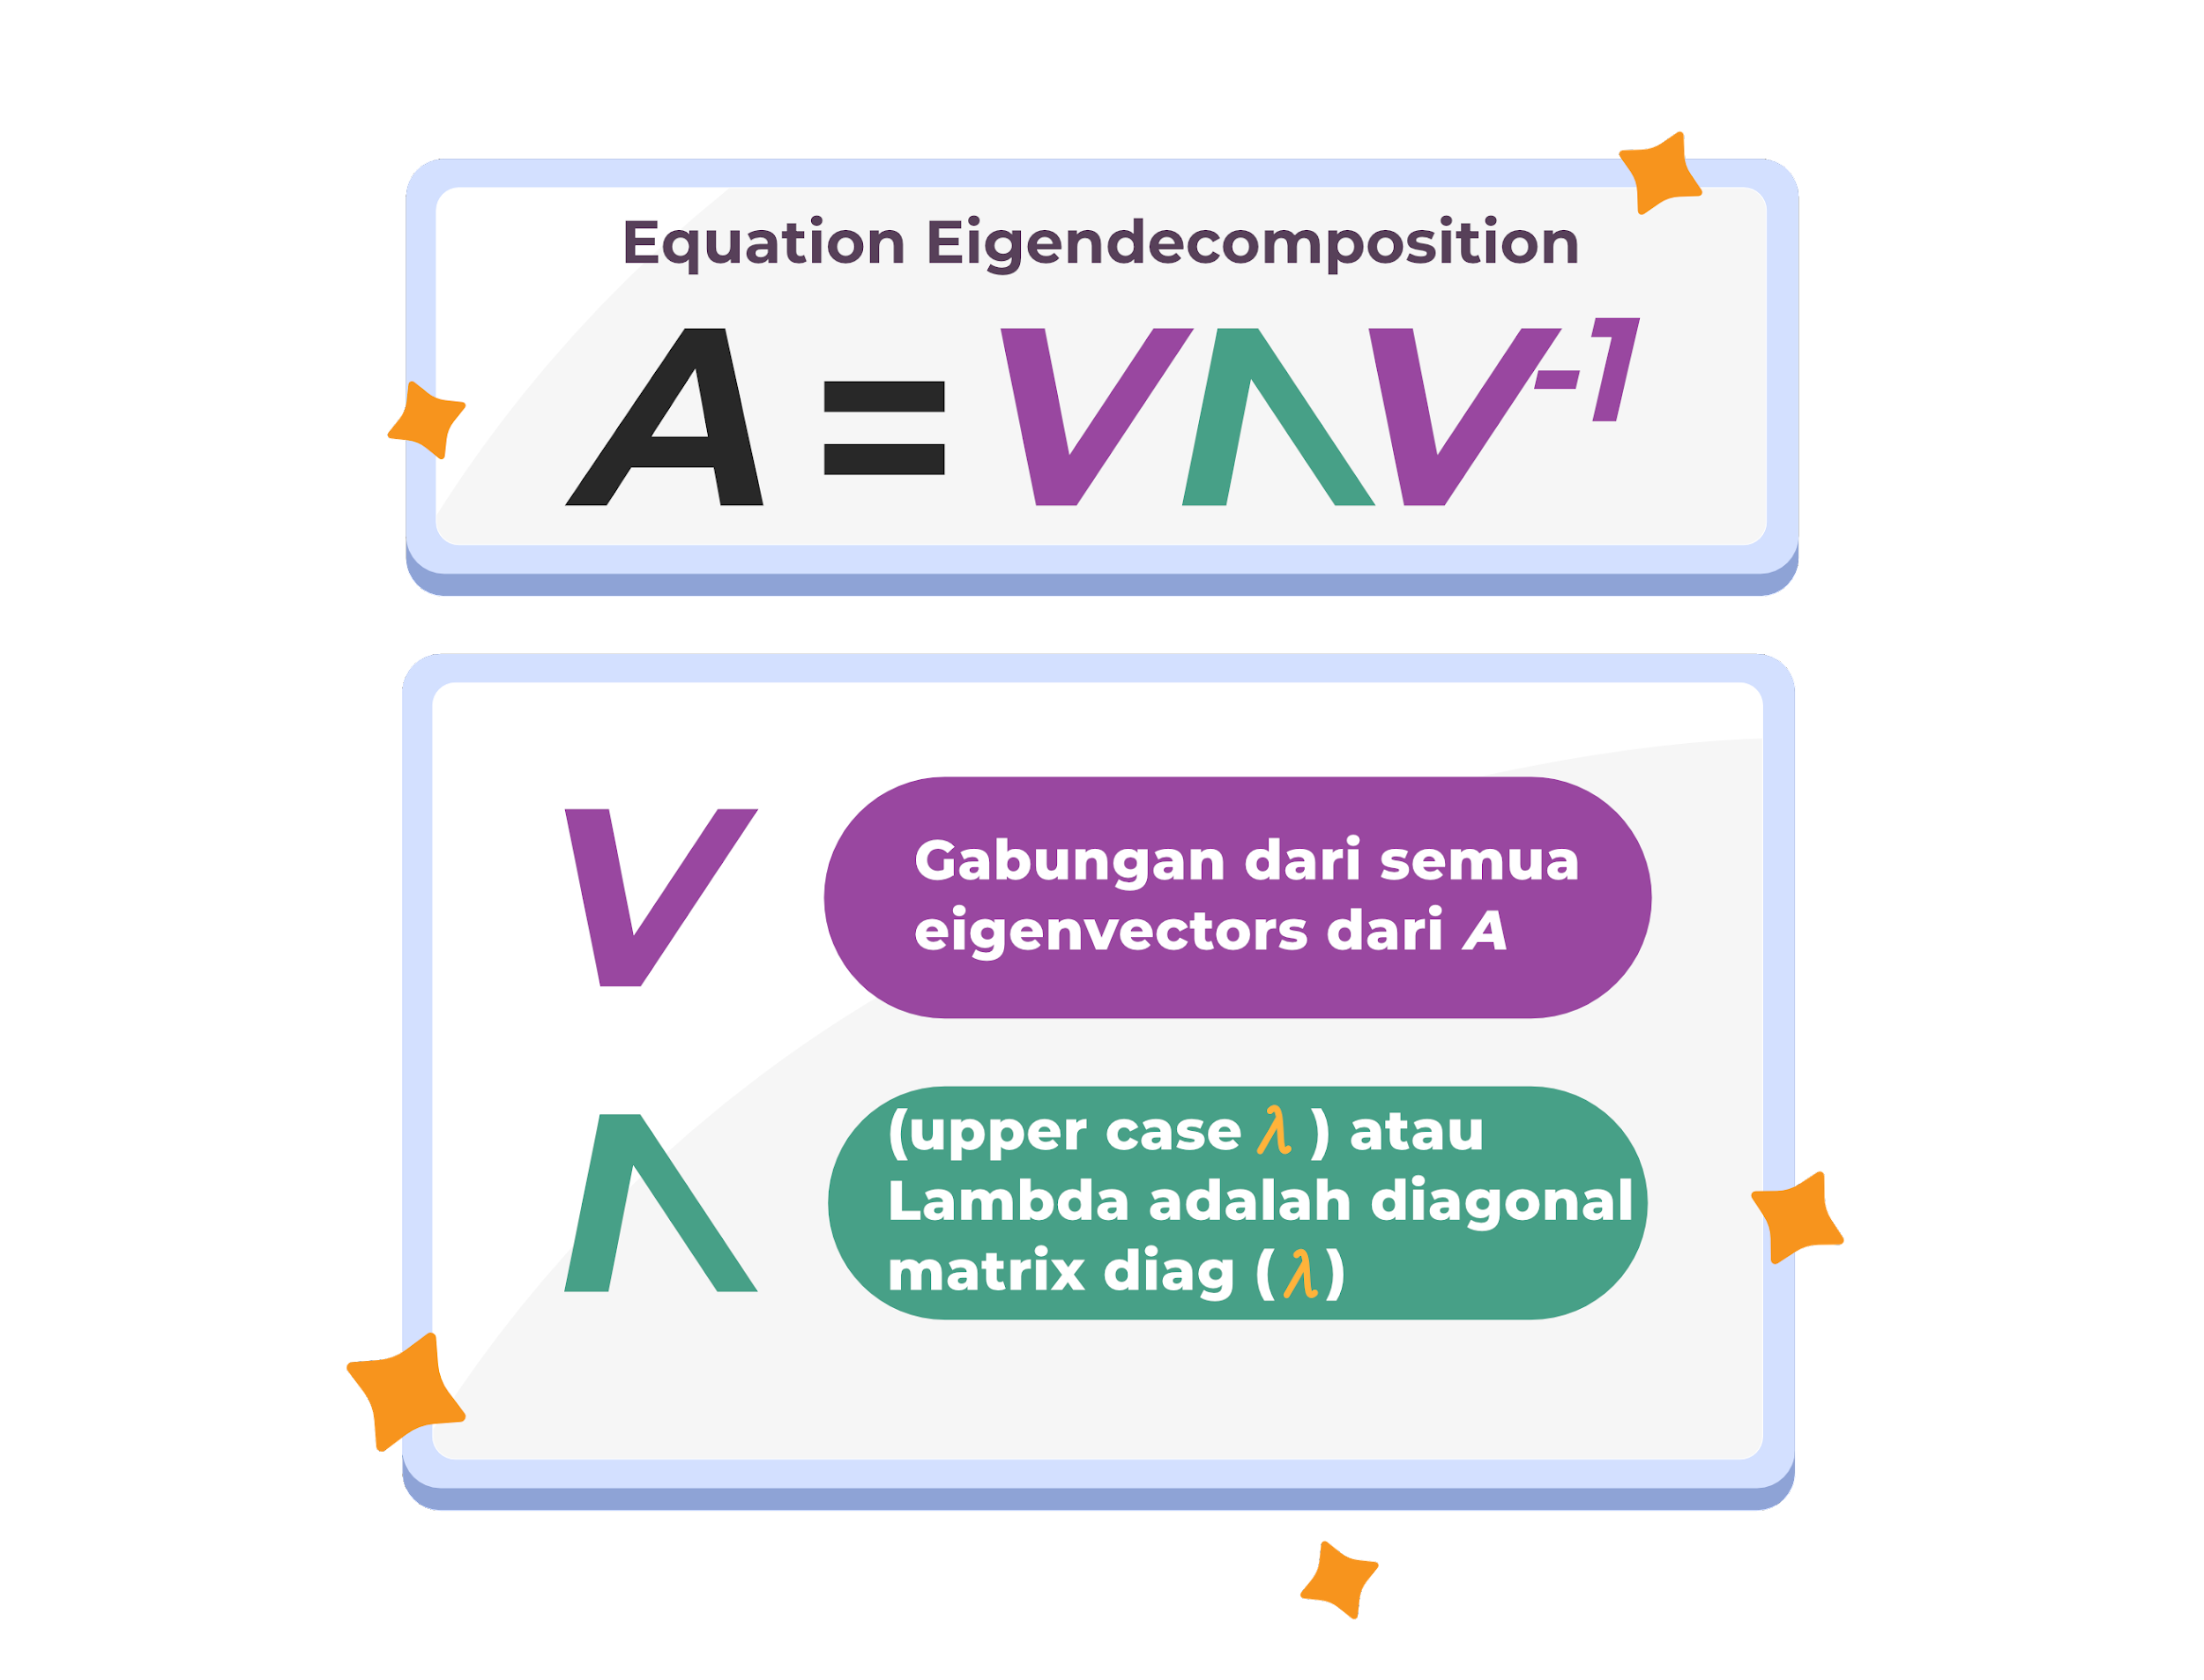 Equation Eigendecomposition
A = VΛV⁻¹
V
Gabungan dari semua
eigenvectors dari A
Λ
(upper case λ) atau
Lambda adalah diagonal
matrix diag (λ)